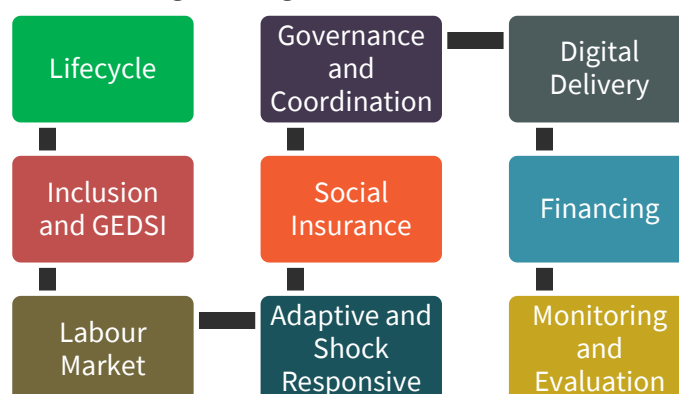 Lifecycle
Inclusion
and GEDSI
Labour
Market
Governance
and
Coordination
Social
Insurance
Adaptive and
Shock
Responsive
Digital
Delivery
Financing
Monitoring
and
Evaluation